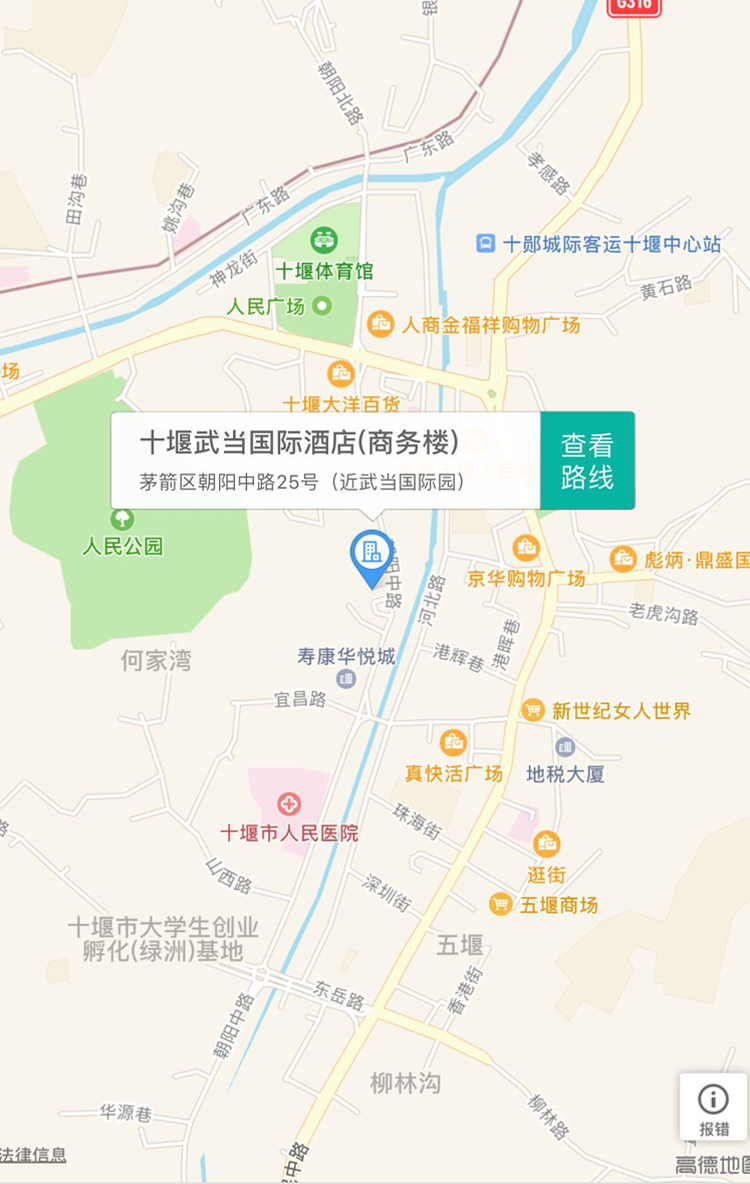 G316
银
朝阳北路
广东路
孝感路
田沟巷
姚沟巷
广东路
十堰体育馆
神龙街
十郧城际客运十堰中心站
黄石路
人民广场
人商金福祥购物广场
场
十堰大洋百货
十堰武当国际酒店(商务楼)
茅箭区朝阳中路25号（近武当国际园）
查看
路线
人民公园
京华购物广场
彪炳·鼎盛国
朝阳中路
河北路
老虎沟路
港辉巷
港晖巷
何家湾
寿康华悦城
宜昌路
新世纪女人世界
真快活广场
地税大厦
十堰市人民医院
珠海街
逛街
山西路
深圳街
五堰商场
十堰市大学生创业
孵化(绿洲)基地
五堰
东岳路
香港街
朝阳中路
柳林沟
华源巷
柳林路
报错
法律信息
中路
高德地图